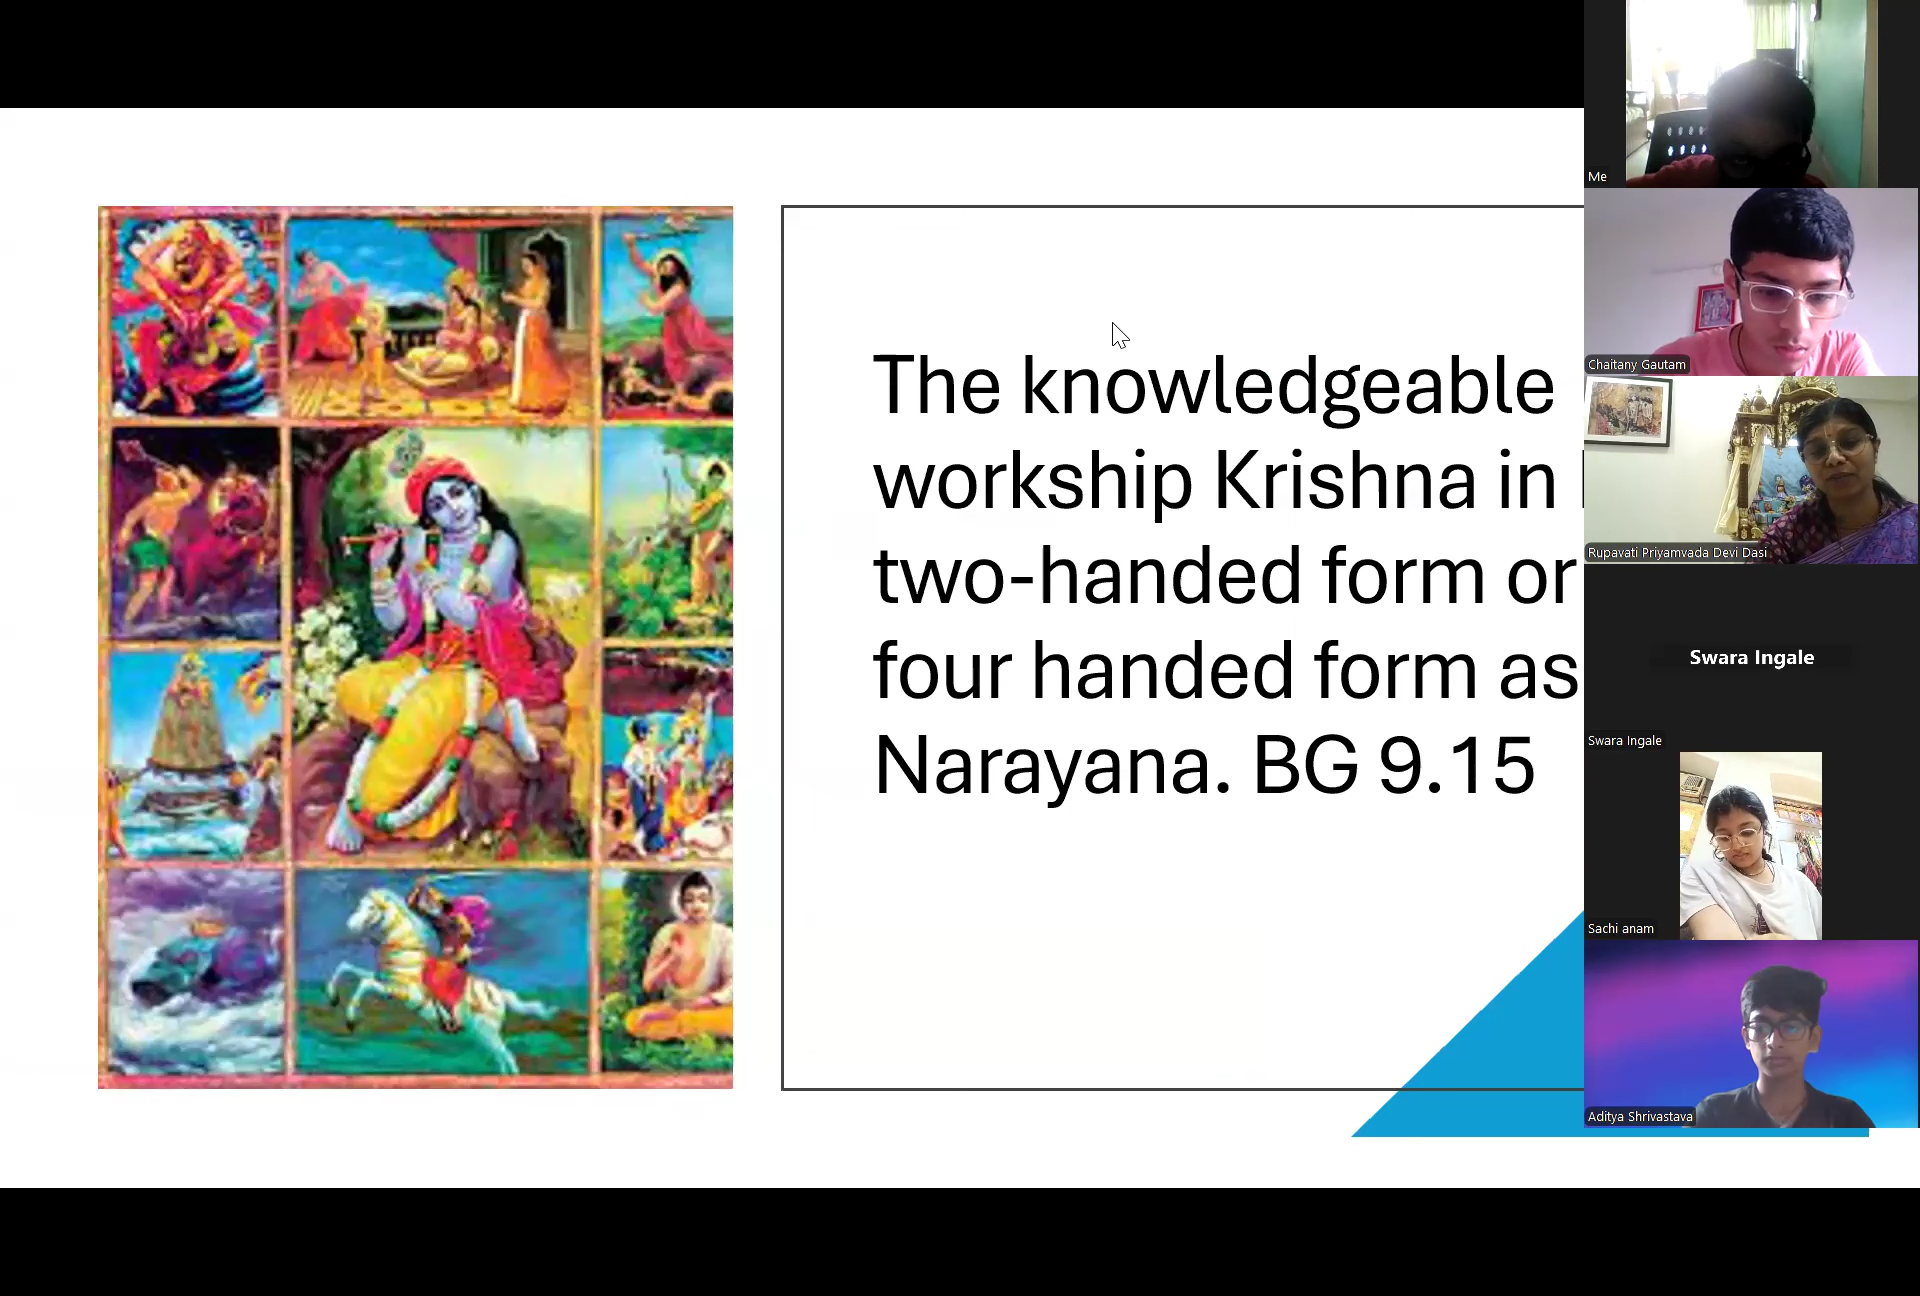 The knowledgeable
workship Krishna in
two-handed form or
four handed form as
Narayana. BG 9.15
Me
Chaitany Gautam
Rupavati Priyamvada Devi Dasi
Swara Ingale
Swara Ingale
Sachi anam
Aditya Shrivastava